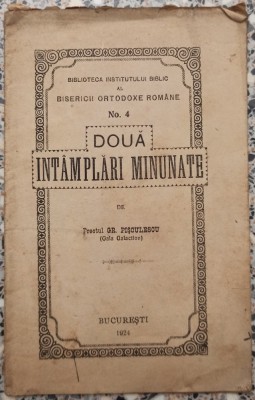 BIBLIOTECA INSTITUTULUI BIBLIC
AL
BISERICII ORTODOXE ROMÂNE
No. 4
DOUĂ
INTÂMPLĂRI MINUNATE
DE
Preotul GR. PIȘCULESCU
(Gala Galaction)
BUCUREȘTI
1924